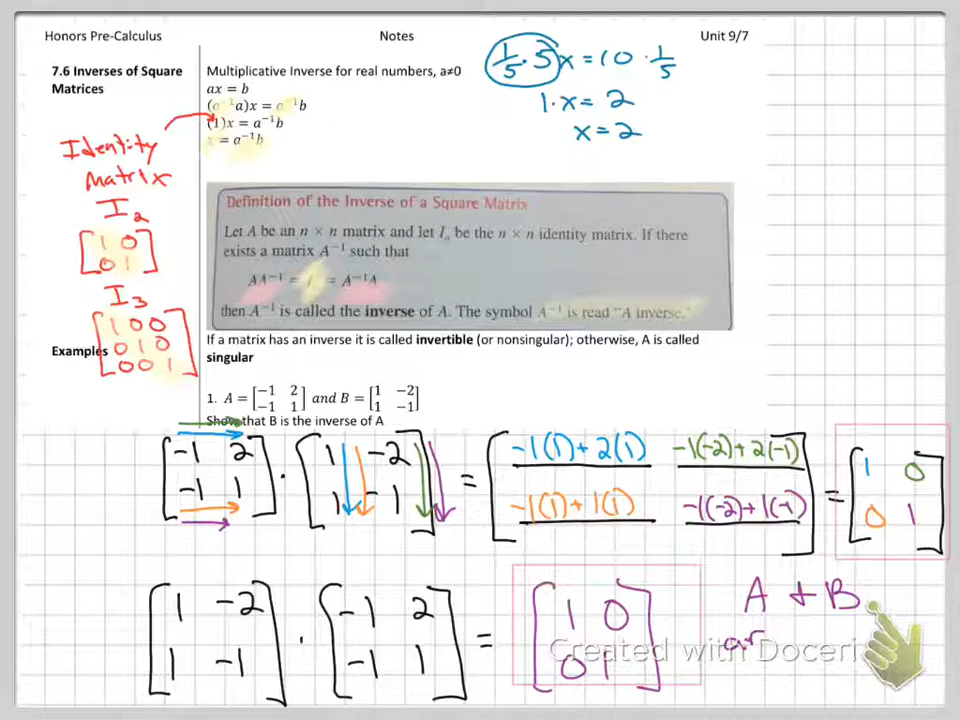 Honors Pre-Calculus Notes Unit 9/7
7.6 Inverses of Square
Matrices
Multiplicative Inverse for real numbers, a≠0
ax = b
(a⁻¹a)x = a⁻¹b
(1)x = a⁻¹b
x = a⁻¹b
1/5 · 5x = 10 · 1/5
1·x = 2
x = 2
Identity
Matrix
I₂
[1 0
0 1]
I₃
[1 0 0
0 1 0
0 0 1]
Definition of the Inverse of a Square Matrix
Let A be an n × n matrix and let Iₙ be the n × n identity matrix. If there
exists a matrix A⁻¹ such that
AA⁻¹ = I = A⁻¹A
then A⁻¹ is called the inverse of A. The symbol A⁻¹ is read "A inverse."
If a matrix has an inverse it is called invertible (or nonsingular); otherwise, A is called
singular
Examples
1. A = [−1 2; −1 1] and B = [1 −2; 1 −1]
Show that B is the inverse of A
[-1 2; -1 1] · [1 -2; 1 -1] = [-1(1)+2(1) -1(-2)+2(-1); -1(1)+1(1) -1(-2)+1(-1)] = [1 0; 0 1]
[1 -2; 1 -1] · [-1 2; -1 1] = [1 0; 0 1]
A + B
ar
Created with Doceri